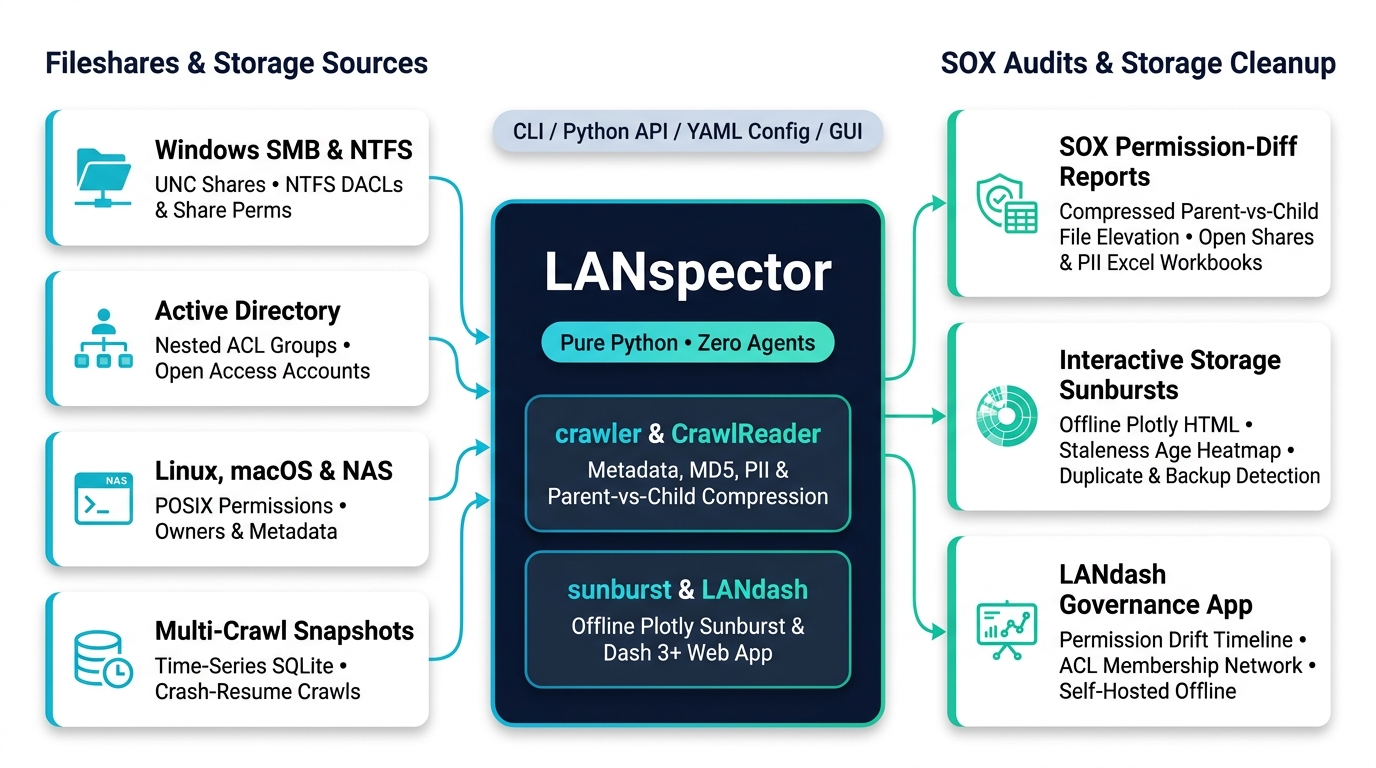 Fileshares & Storage Sources
Windows SMB & NTFS
UNC Shares • NTFS DACLs
& Share Perms
Active Directory
Nested ACL Groups •
Open Access Accounts
NAS
Linux, macOS & NAS
POSIX Permissions •
Owners & Metadata
Multi-Crawl Snapshots
Time-Series SQLite •
Crash-Resume Crawls
CLI / Python API / YAML Config / GUI
LANspector
Pure Python • Zero Agents
crawler & CrawlReader
Metadata, MD5, PII &
Parent-vs-Child Compression
sunburst & LANdash
Offline Plotly Sunburst &
Dash 3+ Web App
SOX Audits & Storage Cleanup
SOX Permission-Diff
Reports
Compressed Parent-vs-Child
File Elevation • Open Shares
& PII Excel Workbooks
Interactive Storage
Sunbursts
Offline Plotly HTML •
Staleness Age Heatmap •
Duplicate & Backup Detection
LANdash
Governance App
Permission Drift Timeline •
ACL Membership Network •
Self-Hosted Offline